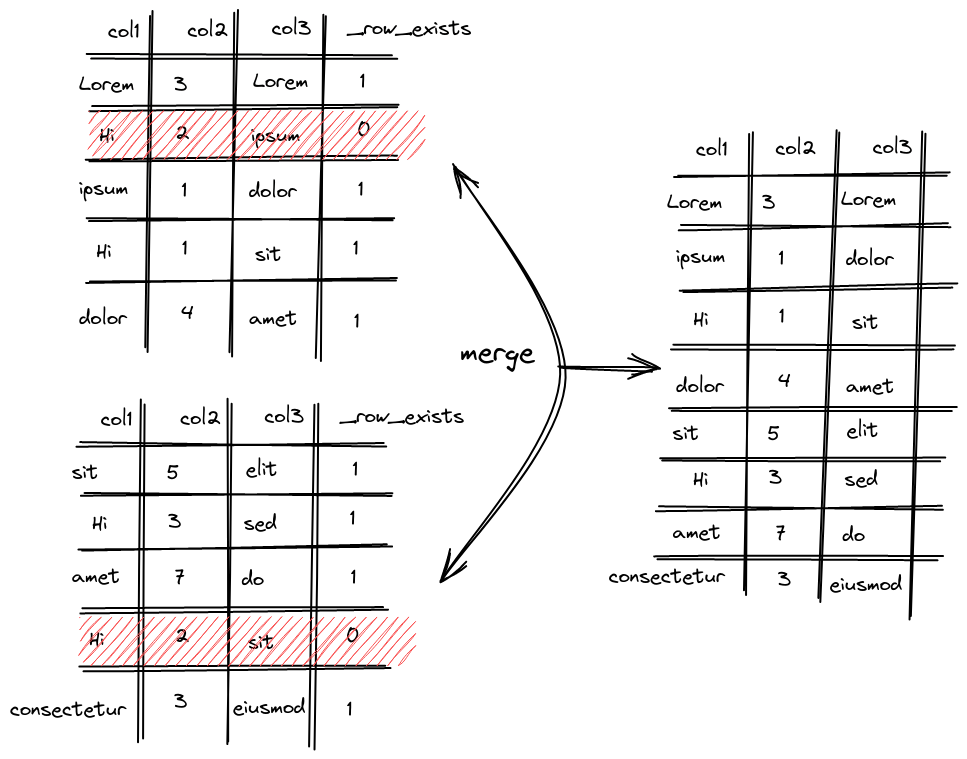 col1 col2 col3 _row_exists
Lorem 3 Lorem 1
Hi 2 ipsum 0
ipsum 1 dolor 1
Hi 1 sit 1
dolor 4 amet 1
col1 col2 col3 _row_exists
sit 5 elit 1
Hi 3 sed 1
amet 7 do 1
Hi 2 sit 0
consectetur 3 eiusmod 1
merge
col1 col2 col3
Lorem 3 Lorem
ipsum 1 dolor
Hi 1 sit
dolor 4 amet
sit 5 elit
Hi 3 sed
amet 7 do
consectetur 3 eiusmod